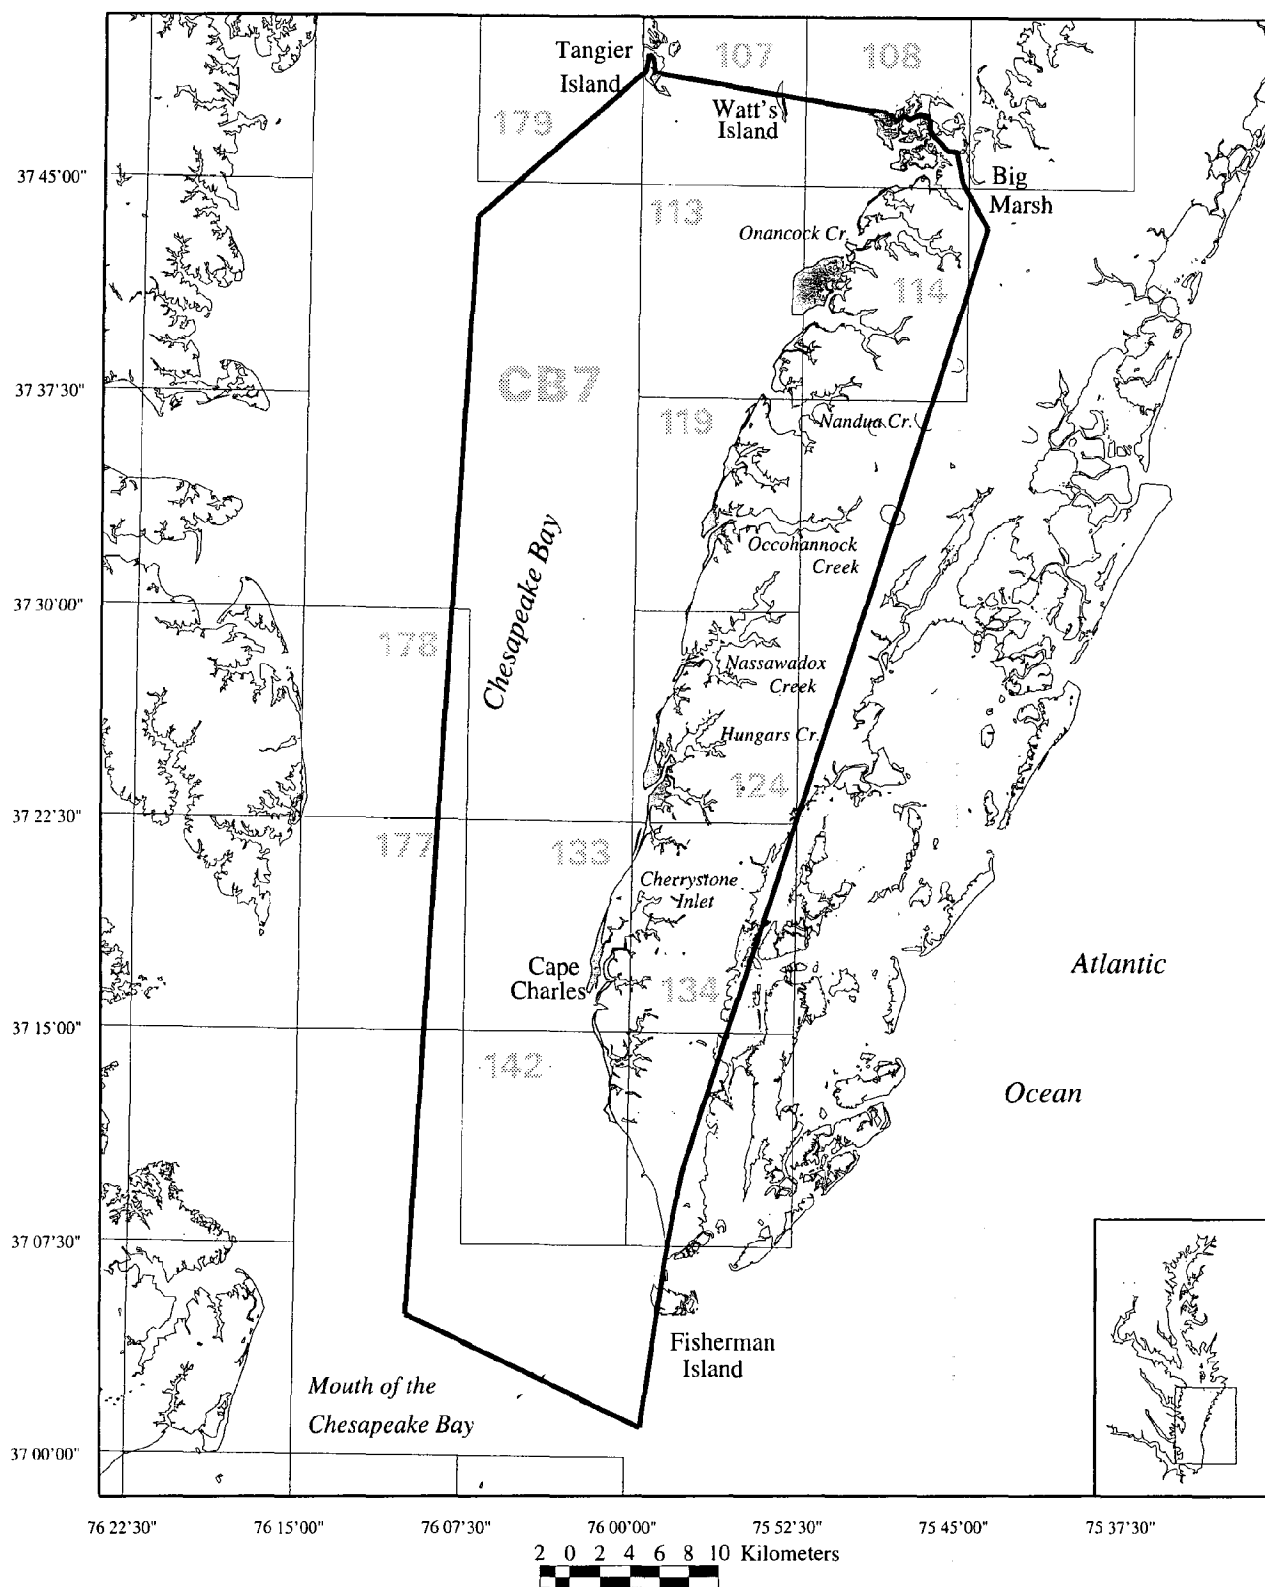 Tangier
Island
107
108
179
Watt's
Island
37 45'00"
Big
Marsh
113
Onancock Cr.
114
CB7
37 37'30"
119
Nandua Cr.
Chesapeake Bay
Occohannock
Creek
37 30'00"
178
Nassawadox
Creek
Hungars Cr.
124
37 22'30"
177
133
Cherrystone
Inlet
Cape
Charles
134
Atlantic
37 15'00"
142
Ocean
37 07'30"
Fisherman
Island
Mouth of the
Chesapeake Bay
37 00'00"
76 22'30"
76 15'00"
76 07'30"
76 00'00"
75 52'30"
75 45'00"
75 37'30"
2 0 2 4 6 8 10 Kilometers